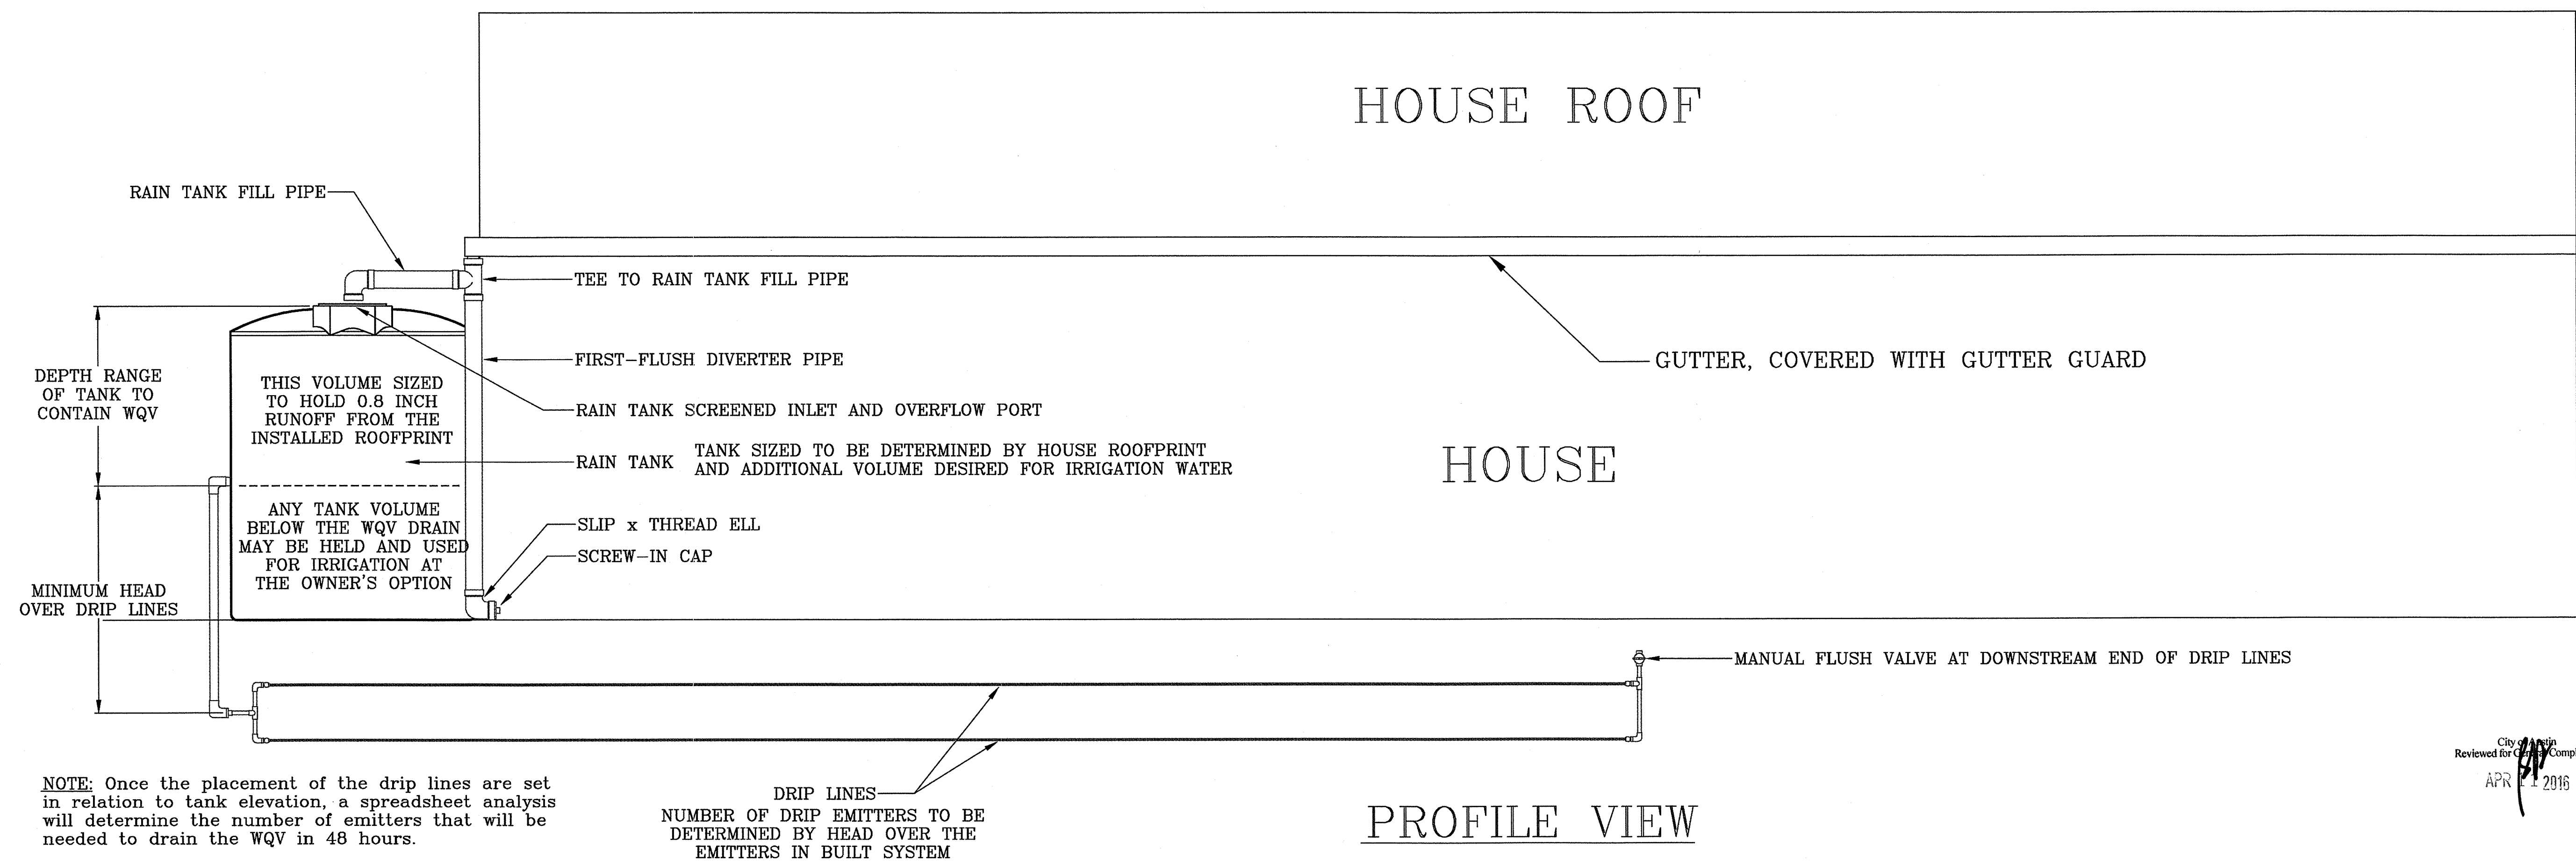 HOUSE ROOF
RAIN TANK FILL PIPE
TEE TO RAIN TANK FILL PIPE
FIRST-FLUSH DIVERTER PIPE
GUTTER, COVERED WITH GUTTER GUARD
DEPTH RANGE
OF TANK TO
CONTAIN WQV
THIS VOLUME SIZED
TO HOLD 0.8 INCH
RUNOFF FROM THE
INSTALLED ROOFPRINT
RAIN TANK SCREENED INLET AND OVERFLOW PORT
RAIN TANK
TANK SIZED TO BE DETERMINED BY HOUSE ROOFPRINT
AND ADDITIONAL VOLUME DESIRED FOR IRRIGATION WATER
HOUSE
ANY TANK VOLUME
BELOW THE WQV DRAIN
MAY BE HELD AND USED
FOR IRRIGATION AT
THE OWNER'S OPTION
SLIP x THREAD ELL
SCREW-IN CAP
MINIMUM HEAD
OVER DRIP LINES
MANUAL FLUSH VALVE AT DOWNSTREAM END OF DRIP LINES
NOTE: Once the placement of the drip lines are set
in relation to tank elevation, a spreadsheet analysis
will determine the number of emitters that will be
needed to drain the WQV in 48 hours.
DRIP LINES
NUMBER OF DRIP EMITTERS TO BE
DETERMINED BY HEAD OVER THE
EMITTERS IN BUILT SYSTEM
PROFILE VIEW
City of Austin
Reviewed for General Comp
APR 2016